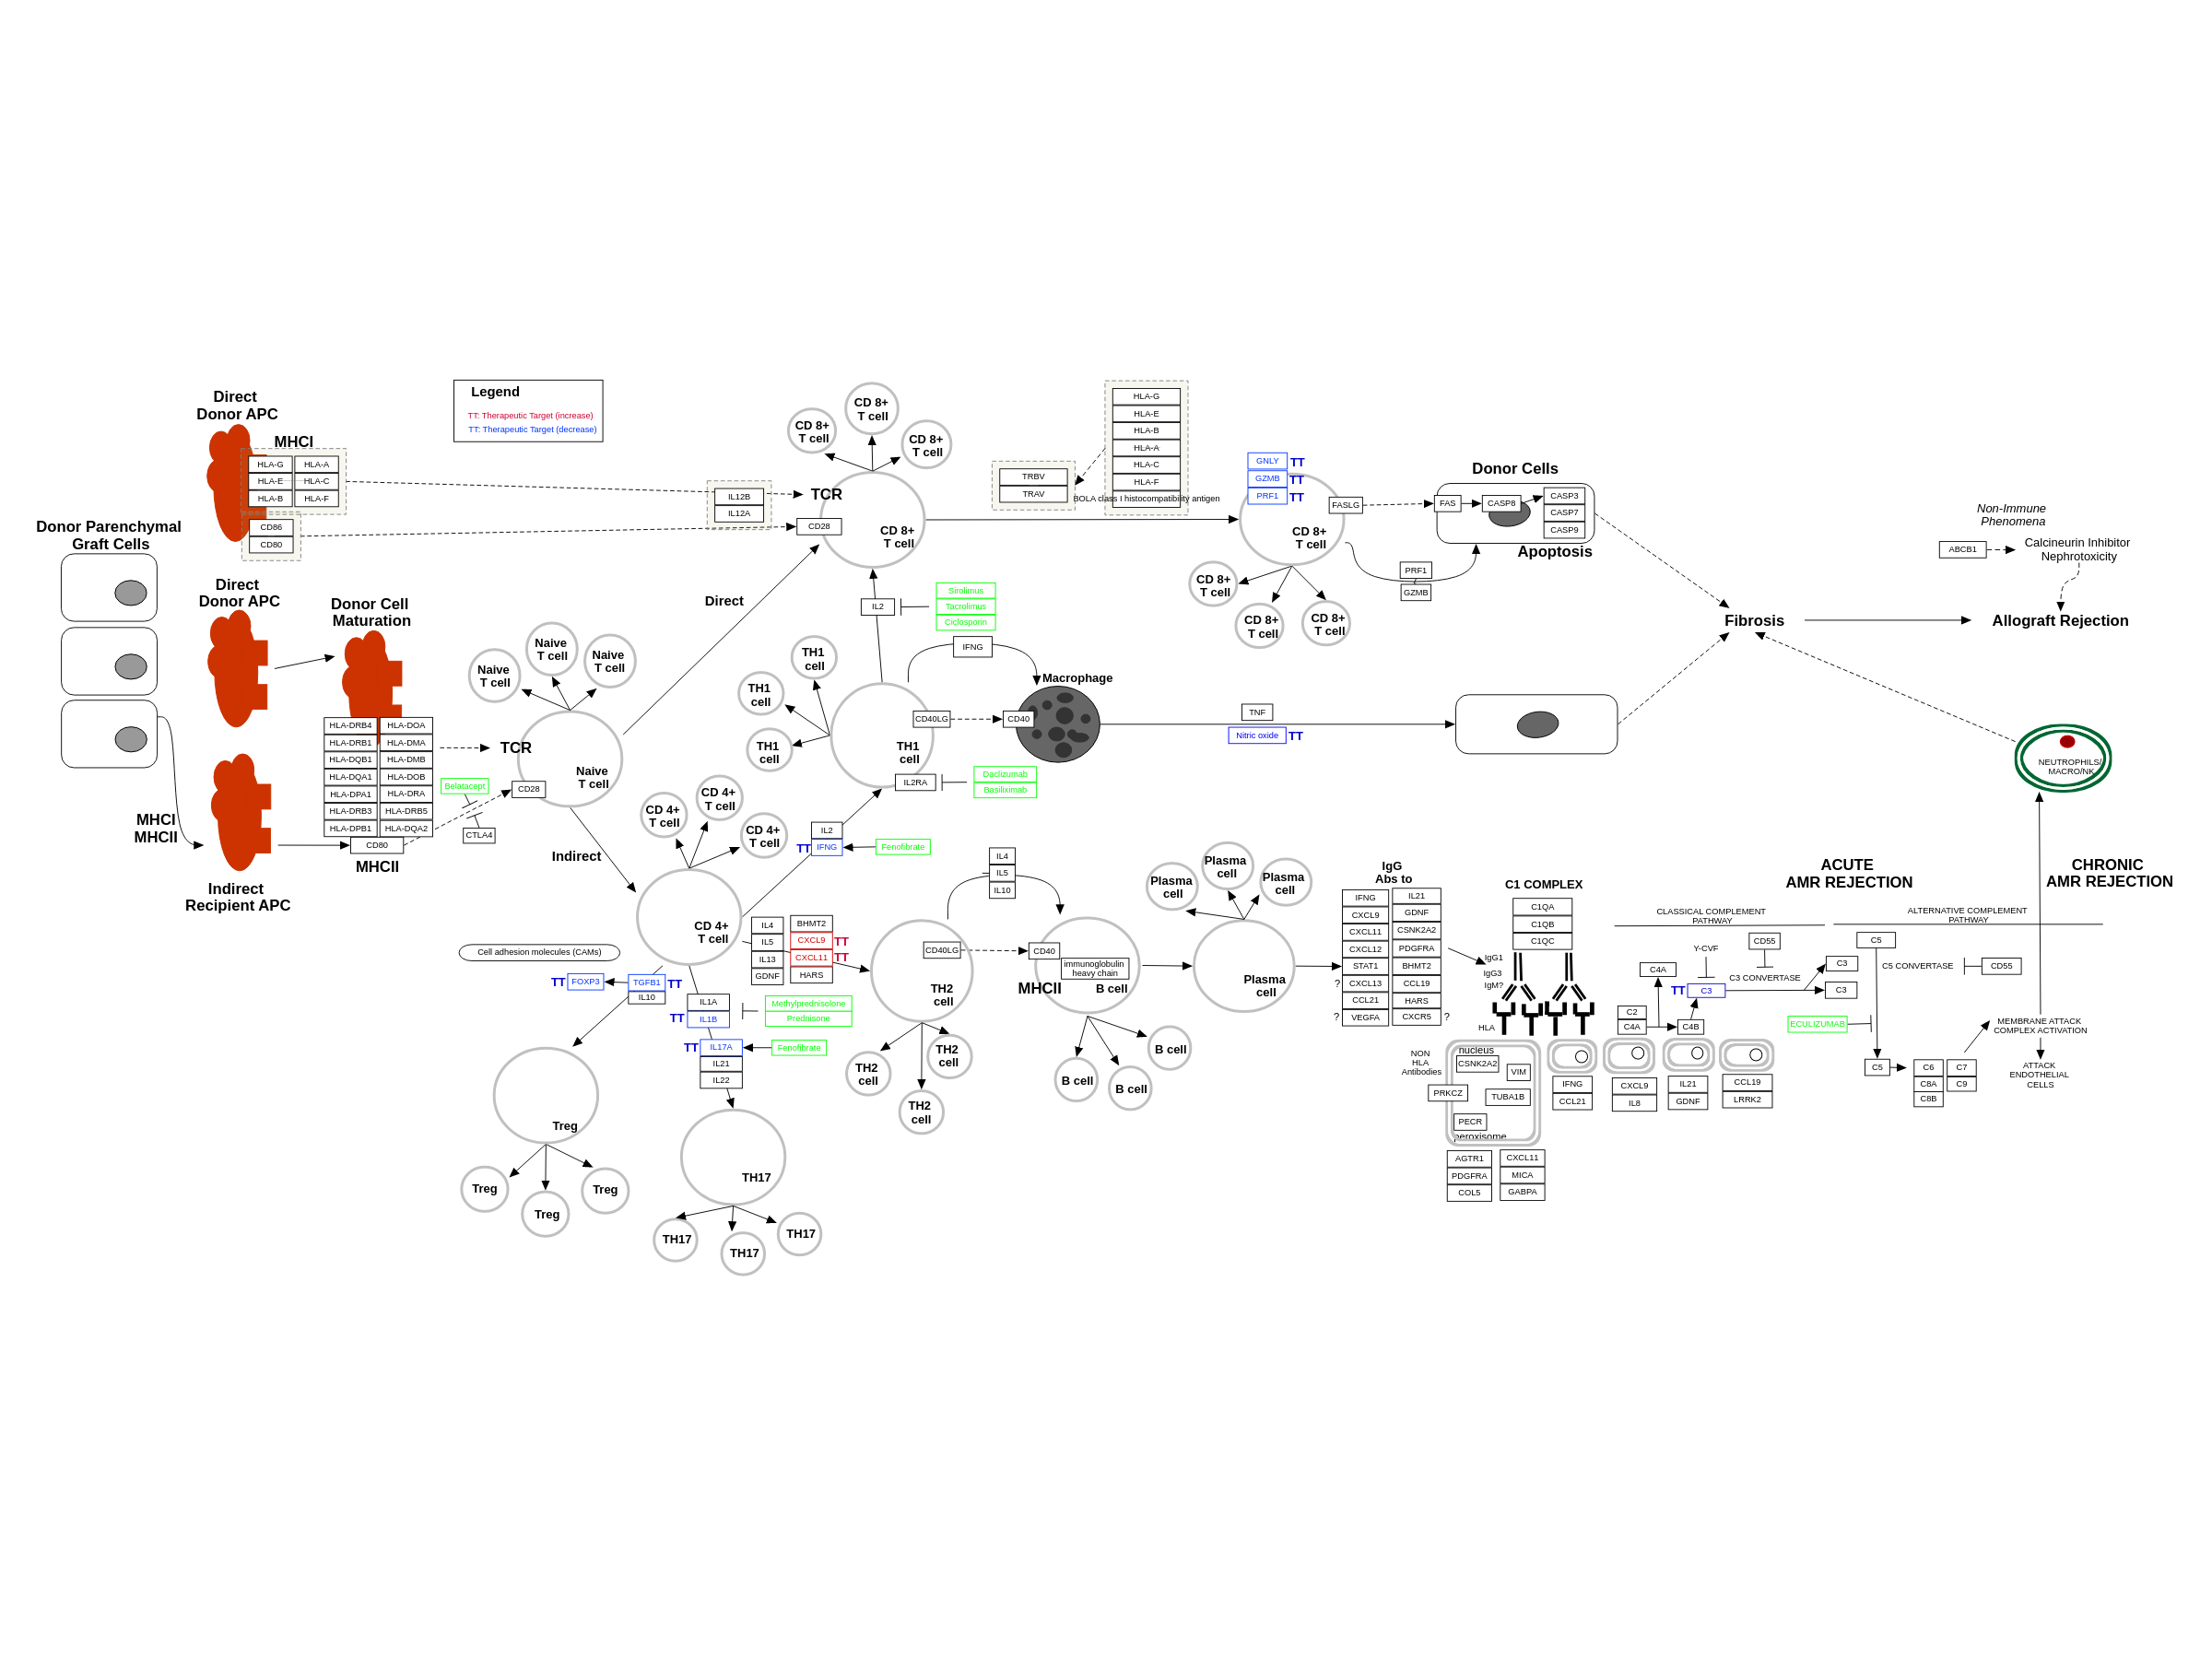 Direct
Donor APC
MHCI
HLA-G
HLA-A
HLA-E
HLA-C
HLA-B
HLA-F
CD86
CD80
Donor Parenchymal
Graft Cells
Direct
Donor APC
Donor Cell
Maturation
MHCI
MHCII
Indirect
Recipient APC
HLA-DRB4
HLA-DOA
HLA-DRB1
HLA-DMA
HLA-DQB1
HLA-DMB
HLA-DQA1
HLA-DOB
HLA-DPA1
HLA-DRA
HLA-DRB3
HLA-DRB5
HLA-DPB1
HLA-DQA2
CD80
MHCII
Legend
TT: Therapeutic Target (increase)
TT: Therapeutic Target (decrease)
Belatacept
CTLA4
TCR
CD28
Naive
T cell
Naive
T cell
Naive
T cell
Naive
T cell
Direct
Indirect
IL12B
IL12A
TCR
CD28
CD 8+
T cell
CD 8+
T cell
CD 8+
T cell
CD 8+
T cell
IL2
Sirolimus
Tacrolimus
Ciclosporin
IFNG
TH1
cell
TH1
cell
TH1
cell
TH1
cell
CD40LG
CD40
Macrophage
IL2RA
Daclizumab
Basiliximab
CD 4+
T cell
CD 4+
T cell
CD 4+
T cell
CD 4+
T cell
IL2
TT
IFNG
Fenofibrate
Cell adhesion molecules (CAMs)
TT
FOXP3
TGFB1
TT
IL10
IL4
IL5
IL13
GDNF
BHMT2
CXCL9
TT
CXCL11
TT
HARS
IL1A
TT
IL1B
Methylprednisolone
Prednisone
TT
IL17A
IL21
IL22
Fenofibrate
Treg
Treg
Treg
Treg
TH17
TH17
TH17
TH17
IL4
IL5
IL10
CD40LG
TH2
cell
TH2
cell
TH2
cell
TH2
cell
CD40
immunoglobulin
heavy chain
MHCII
B cell
B cell
B cell
B cell
Plasma
cell
Plasma
cell
Plasma
cell
Plasma
cell
TRBV
TRAV
HLA-G
HLA-E
HLA-B
HLA-A
HLA-C
HLA-F
BOLA class I histocompatibility antigen
GNLY
TT
GZMB
TT
PRF1
TT
FASLG
CD 8+
T cell
CD 8+
T cell
CD 8+
T cell
CD 8+
T cell
PRF1
GZMB
Donor Cells
FAS
CASP8
CASP3
CASP7
CASP9
Apoptosis
TNF
Nitric oxide
TT
Fibrosis
Non-Immune
Phenomena
ABCB1
Calcineurin Inhibitor
Nephrotoxicity
Allograft Rejection
NEUTROPHILS/
MACRO/NK
IgG
Abs to
IFNG
IL21
CXCL9
GDNF
CXCL11
CSNK2A2
CXCL12
PDGFRA
STAT1
BHMT2
?
CXCL13
CCL19
CCL21
HARS
?
VEGFA
CXCR5
?
C1 COMPLEX
C1QA
C1QB
C1QC
IgG1
IgG3
IgM?
HLA
NON
HLA
Antibodies
nucleus
CSNK2A2
VIM
PRKCZ
TUBA1B
PECR
peroxisome
AGTR1
PDGFRA
COL5
CXCL11
MICA
GABPA
IFNG
CCL21
CXCL9
IL8
IL21
GDNF
CCL19
LRRK2
ACUTE
AMR REJECTION
CHRONIC
AMR REJECTION
CLASSICAL COMPLEMENT
PATHWAY
ALTERNATIVE COMPLEMENT
PATHWAY
Y-CVF
CD55
C4A
TT
C3
C3 CONVERTASE
C3
C3
C2
C4A
C4B
C5
C5 CONVERTASE
CD55
ECULIZUMAB
C5
C6
C7
C8A
C9
C8B
MEMBRANE ATTACK
COMPLEX ACTIVATION
ATTACK
ENDOTHELIAL
CELLS